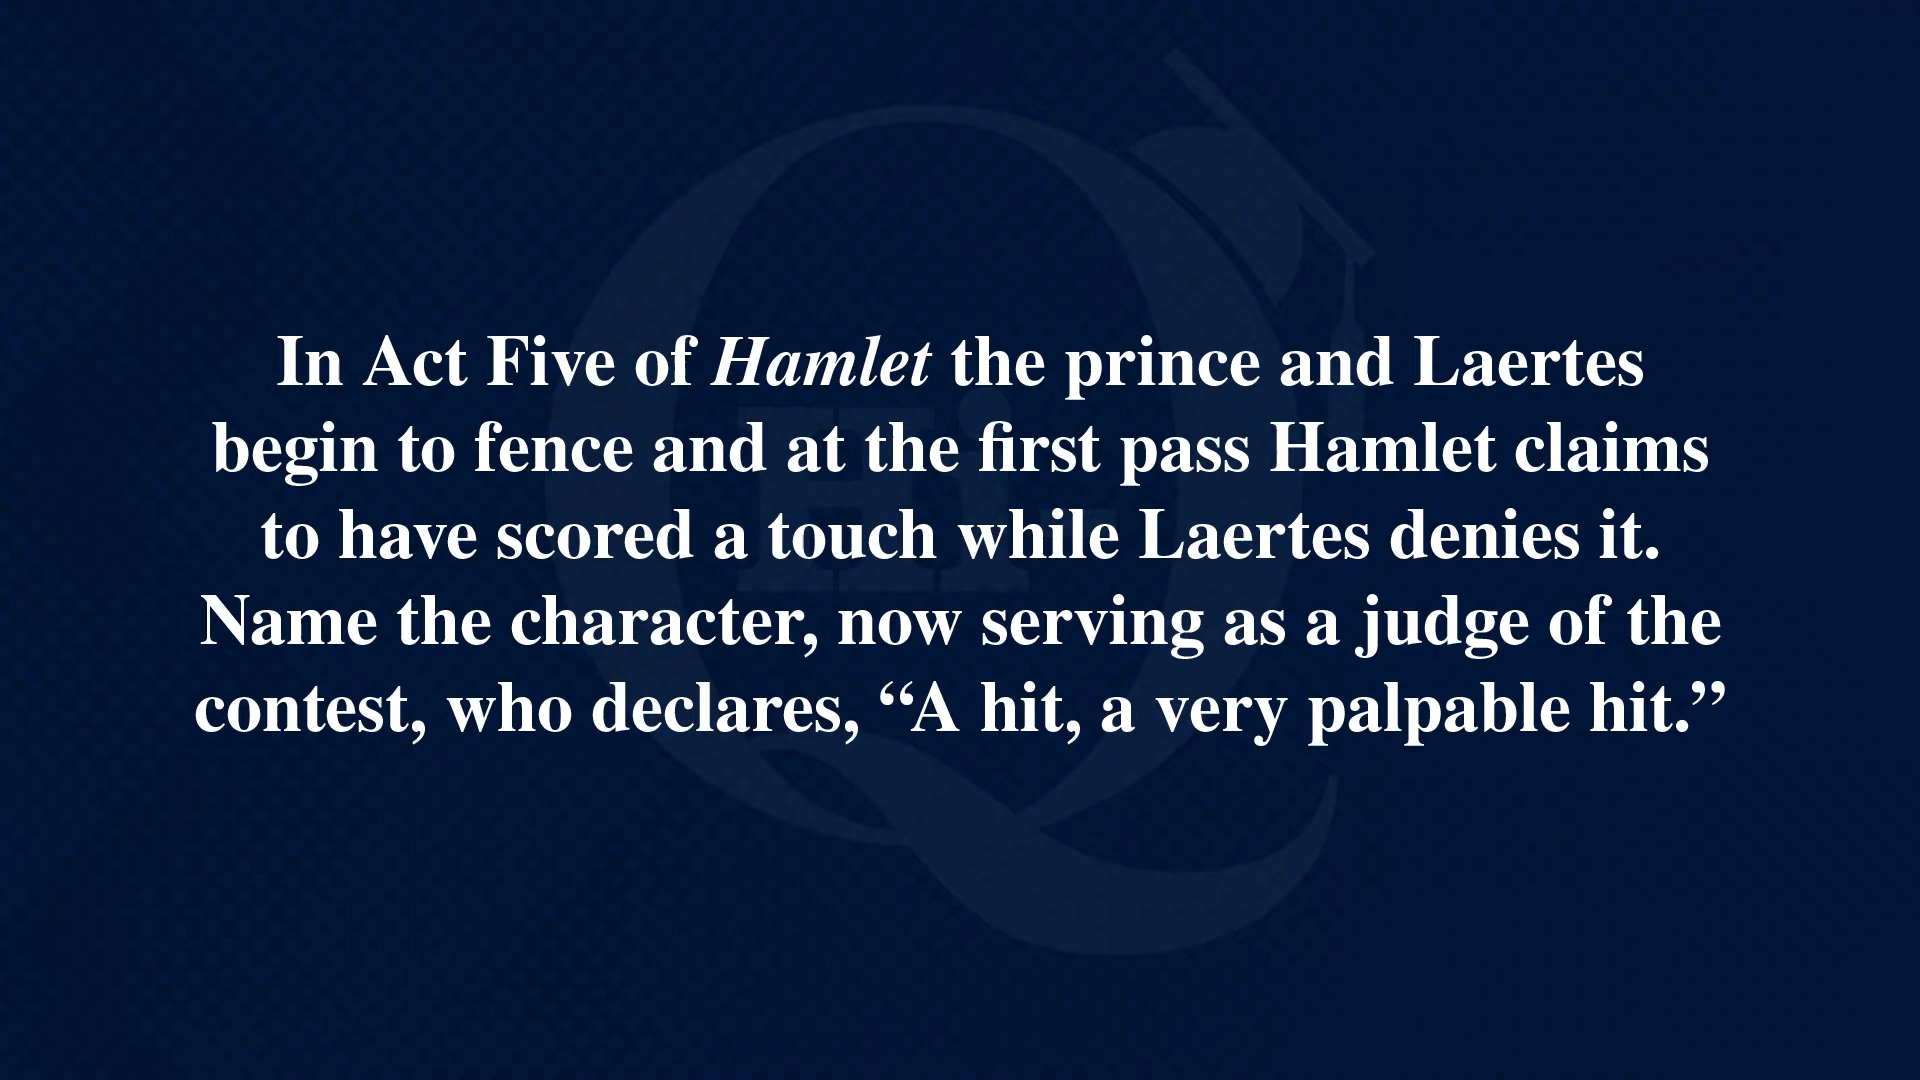 In Act Five of Hamlet the prince and Laertes
begin to fence and at the first pass Hamlet claims
to have scored a touch while Laertes denies it.
Name the character, now serving as a judge of the
contest, who declares, “A hit, a very palpable hit.”
Hi-
Q